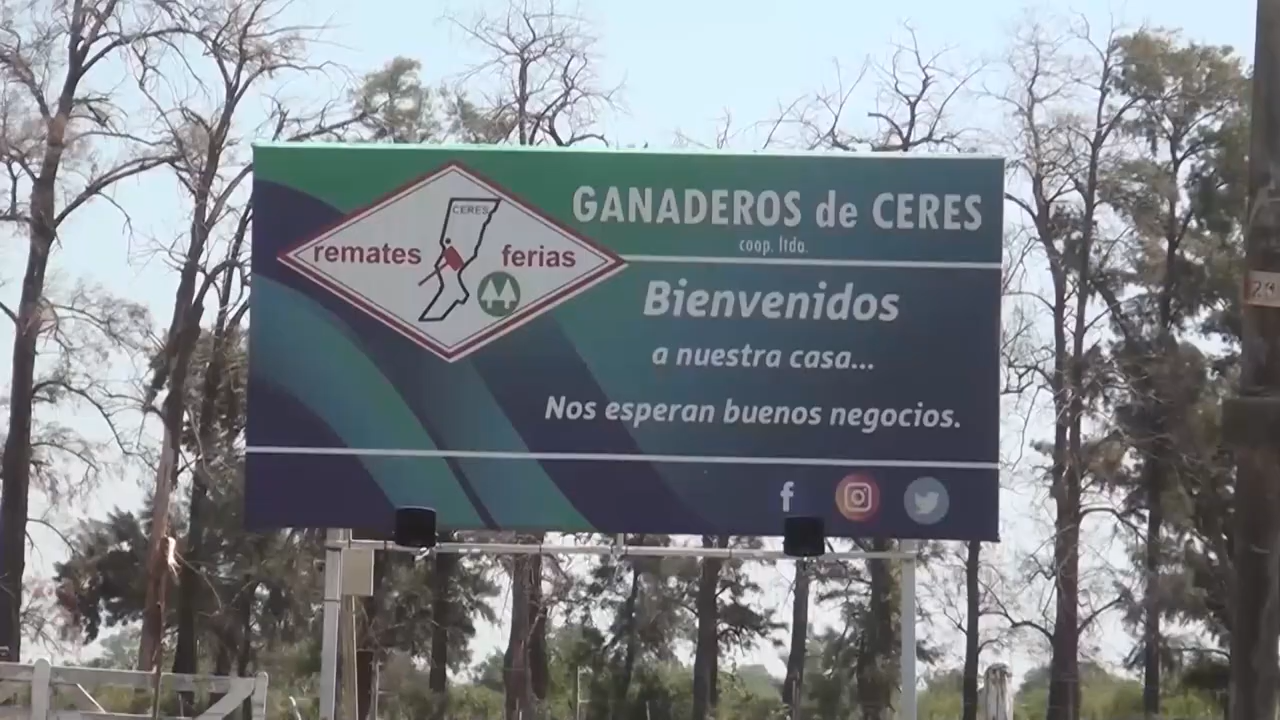 GANADEROS de CERES
coop. ltda.
CERES
remates ferias
Bienvenidos
a nuestra casa...
Nos esperan buenos negocios.
f